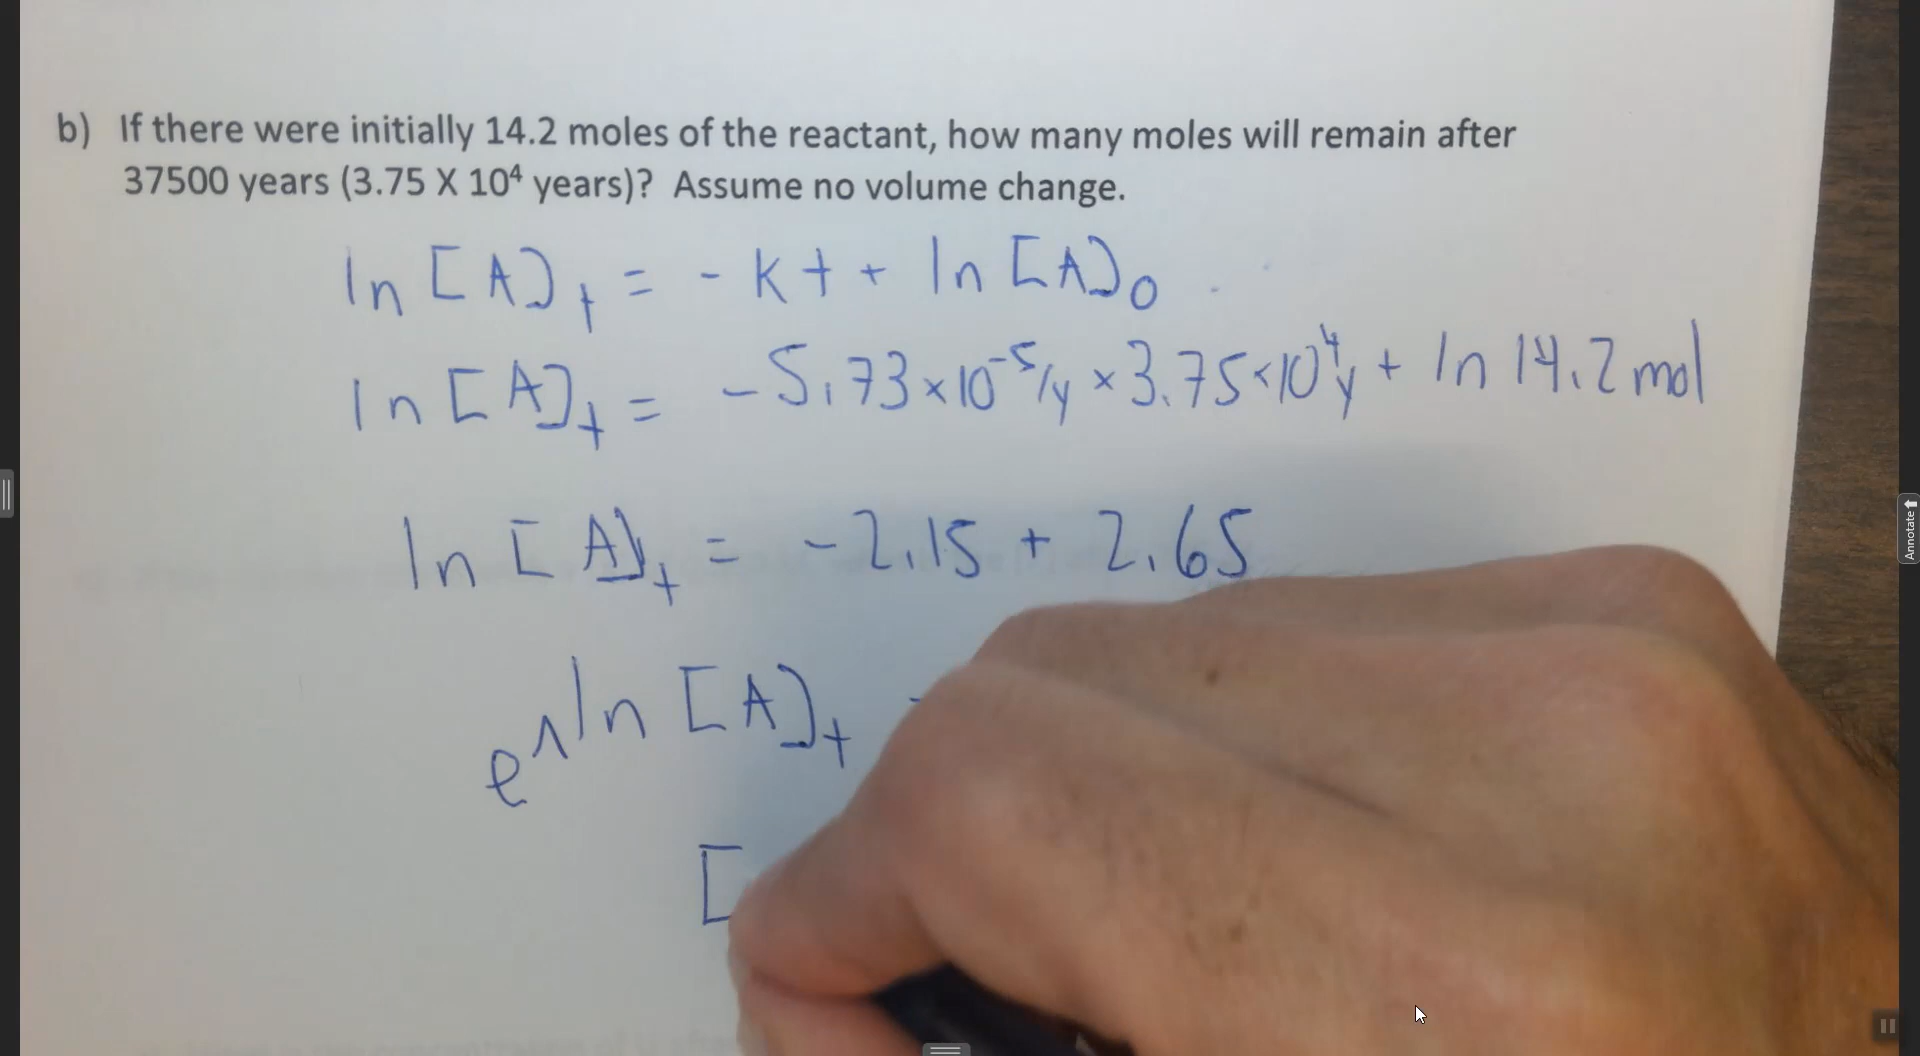 b) If there were initially 14.2 moles of the reactant, how many moles will remain after
37500 years (3.75 X 10⁴ years)? Assume no volume change.
ln [A]t = - kt + ln [A]0
ln [A]t = - 5.73 × 10⁻⁵/y × 3.75 × 10⁴ y + ln 14.2 mol
ln [A]t = - 2.15 + 2.65
e^ln [A]t
[
Annotate